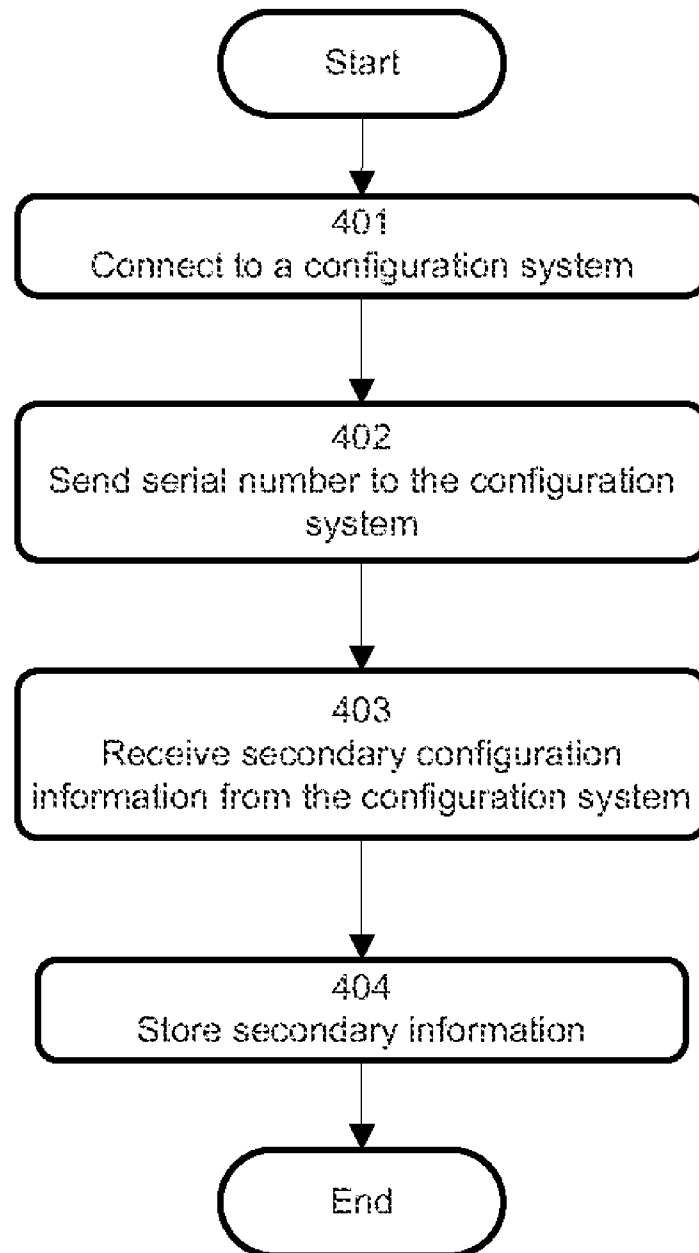 Start
401
Connect to a configuration system
402
Send serial number to the configuration
system
403
Receive secondary configuration
information from the configuration system
404
Store secondary information
End